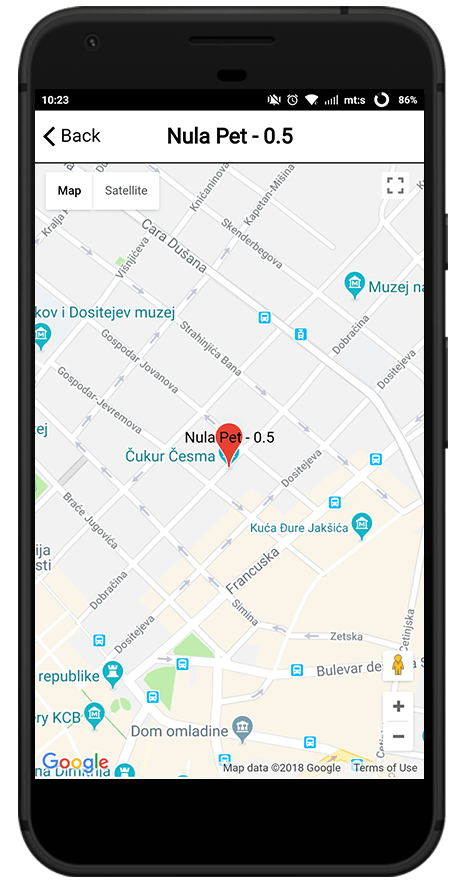 10:23
mt:s
86%
Back
Nula Pet - 0.5
Map
Satellite
Kralja P
Višnjićeva
Knićaninova
Kapetan-Mišina
Skenderbegova
Cara Dušana
Muzej na
kov i Dositejev muzej
Dobračina
Strahinjića Bana
Dositejeva
Gospodar Jovanova
Gospodar-Jevremova
ej
Nula Pet - 0.5
Čukur Česma
Dositejeva
Braće Jugovića
Kuća Đure Jakšića
ija
sti
Francuska
Dobračina
Simina
Dositejeva
Zetska
Cetinjska
republike
Bulevar de
ery KCB
Dom omladine
Google
Map data ©2018 Google
Terms of Use